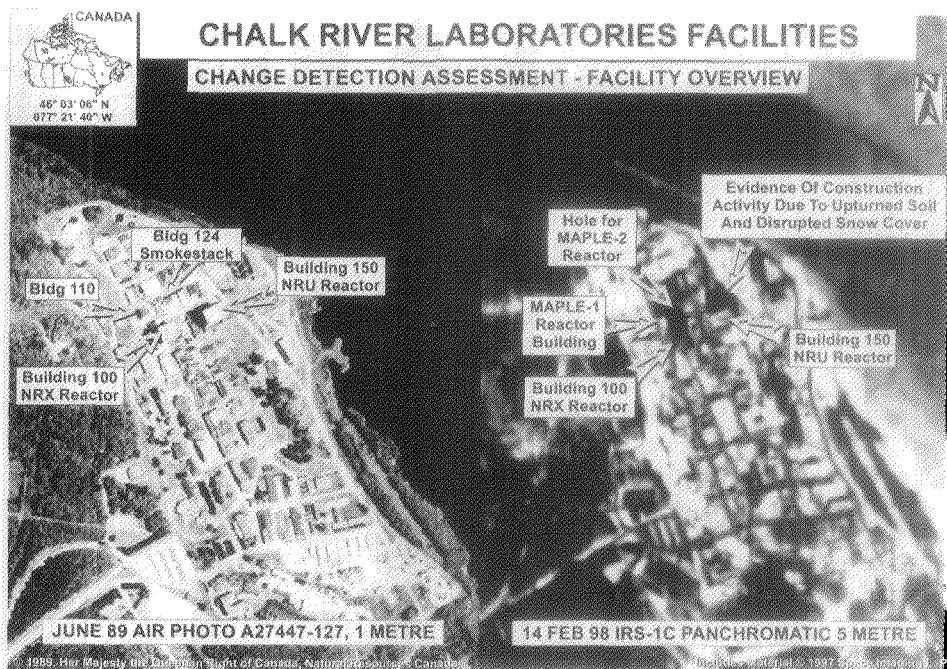 CANADA
46° 03' 06" N
077° 21' 40" W
CHALK RIVER LABORATORIES FACILITIES
CHANGE DETECTION ASSESSMENT - FACILITY OVERVIEW
N
Bldg 124
Smokestack
Bldg 110
Building 150
NRU Reactor
Building 100
NRX Reactor
Hole for
MAPLE-2
Reactor
Evidence Of Construction
Activity Due To Upturned Soil
And Disrupted Snow Cover
MAPLE-1
Reactor
Building
Building 100
NRX Reactor
Building 150
NRU Reactor
JUNE 89 AIR PHOTO A27447-127, 1 METRE
14 FEB 98 IRS-1C PANCHROMATIC 5 METRE
© 1989, Her Majesty the Queen in Right of Canada, Natural Resources Canada